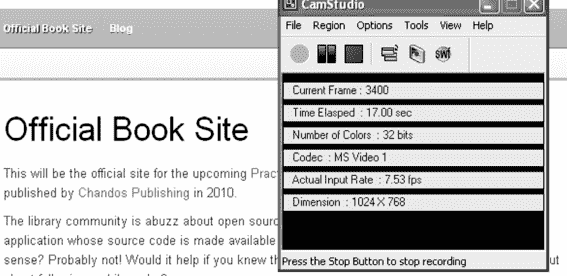 Official Book Site Blog
Official Book Site
This will be the official site for the upcoming Pract
published by Chandos Publishing in 2010.
The library community is abuzz about open sourc
application whose source code is made available
sense? Probably not! Would it help if you knew th
out
CamStudio
File Region Options Tools View Help
SWF
Current Frame : 3400
Time Elasped : 17.00 sec
Number of Colors : 32 bits
Codec : MS Video 1
Actual Input Rate : 7.53 fps
Dimension : 1024 X 768
Press the Stop Button to stop recording